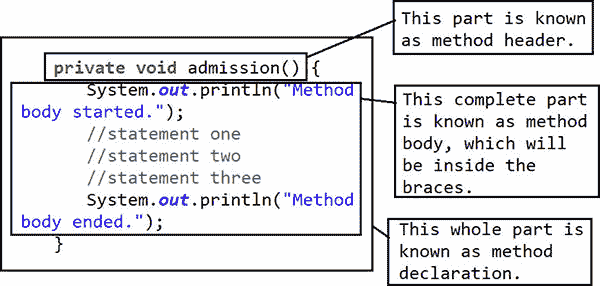 This part is known
as method header.
private void admission() {
System.out.println("Method
body started.");
//statement one
//statement two
//statement three
System.out.println("Method
body ended.");
}
This complete part
is known as method
body, which will
be inside the
braces.
This whole part is
known as method
declaration.